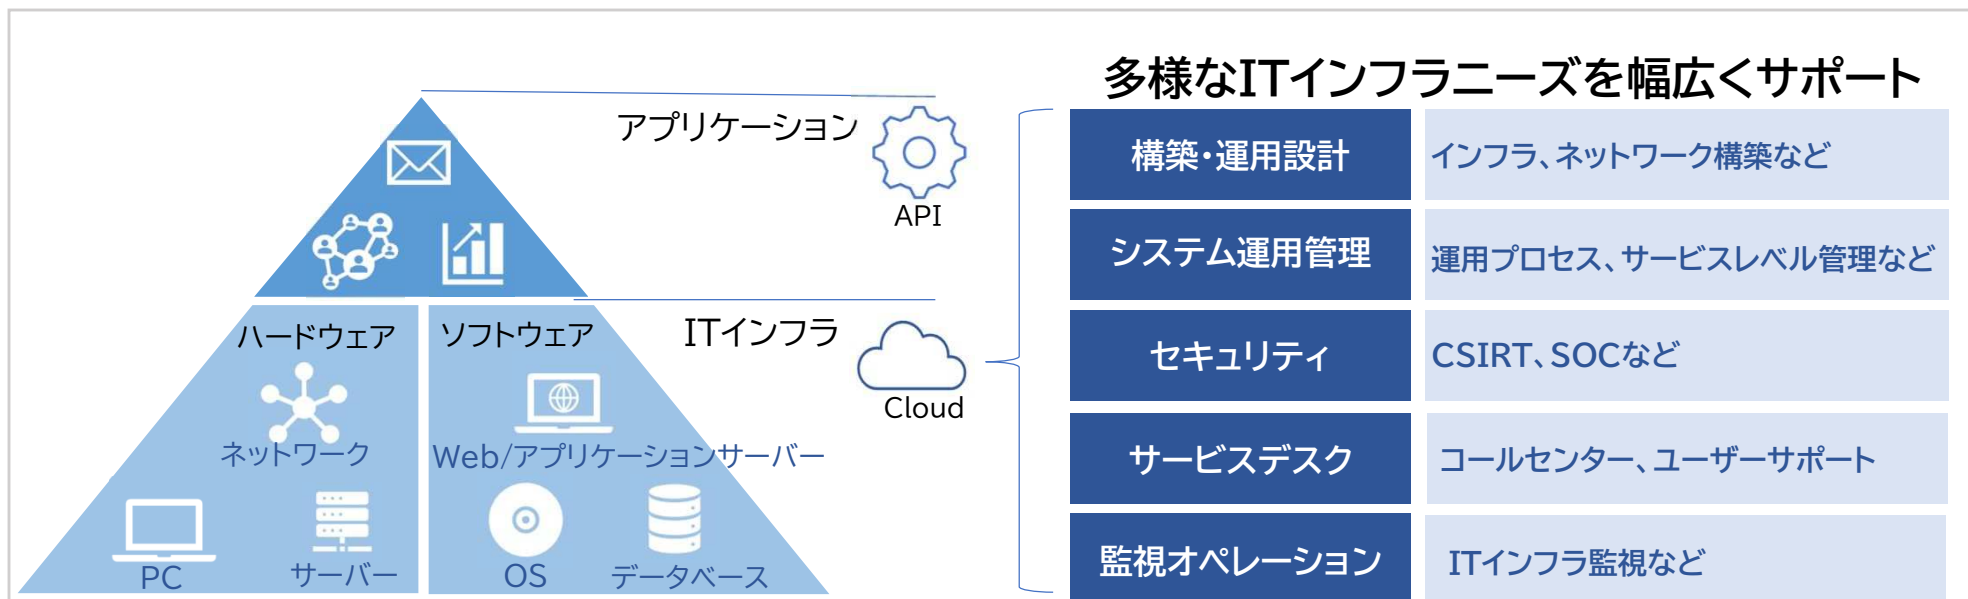 アプリケーション
API
ITインフラ
Cloud
ハードウェア
ソフトウェア
ネットワーク
Web/アプリケーションサーバー
PC
サーバー
OS
データベース
多様なITインフラニーズを幅広くサポート
構築・運用設計
インフラ、ネットワーク構築など
システム運用管理
運用プロセス、サービスレベル管理など
セキュリティ
CSIRT、SOCなど
サービスデスク
コールセンター、ユーザーサポート
監視オペレーション
ITインフラ監視など